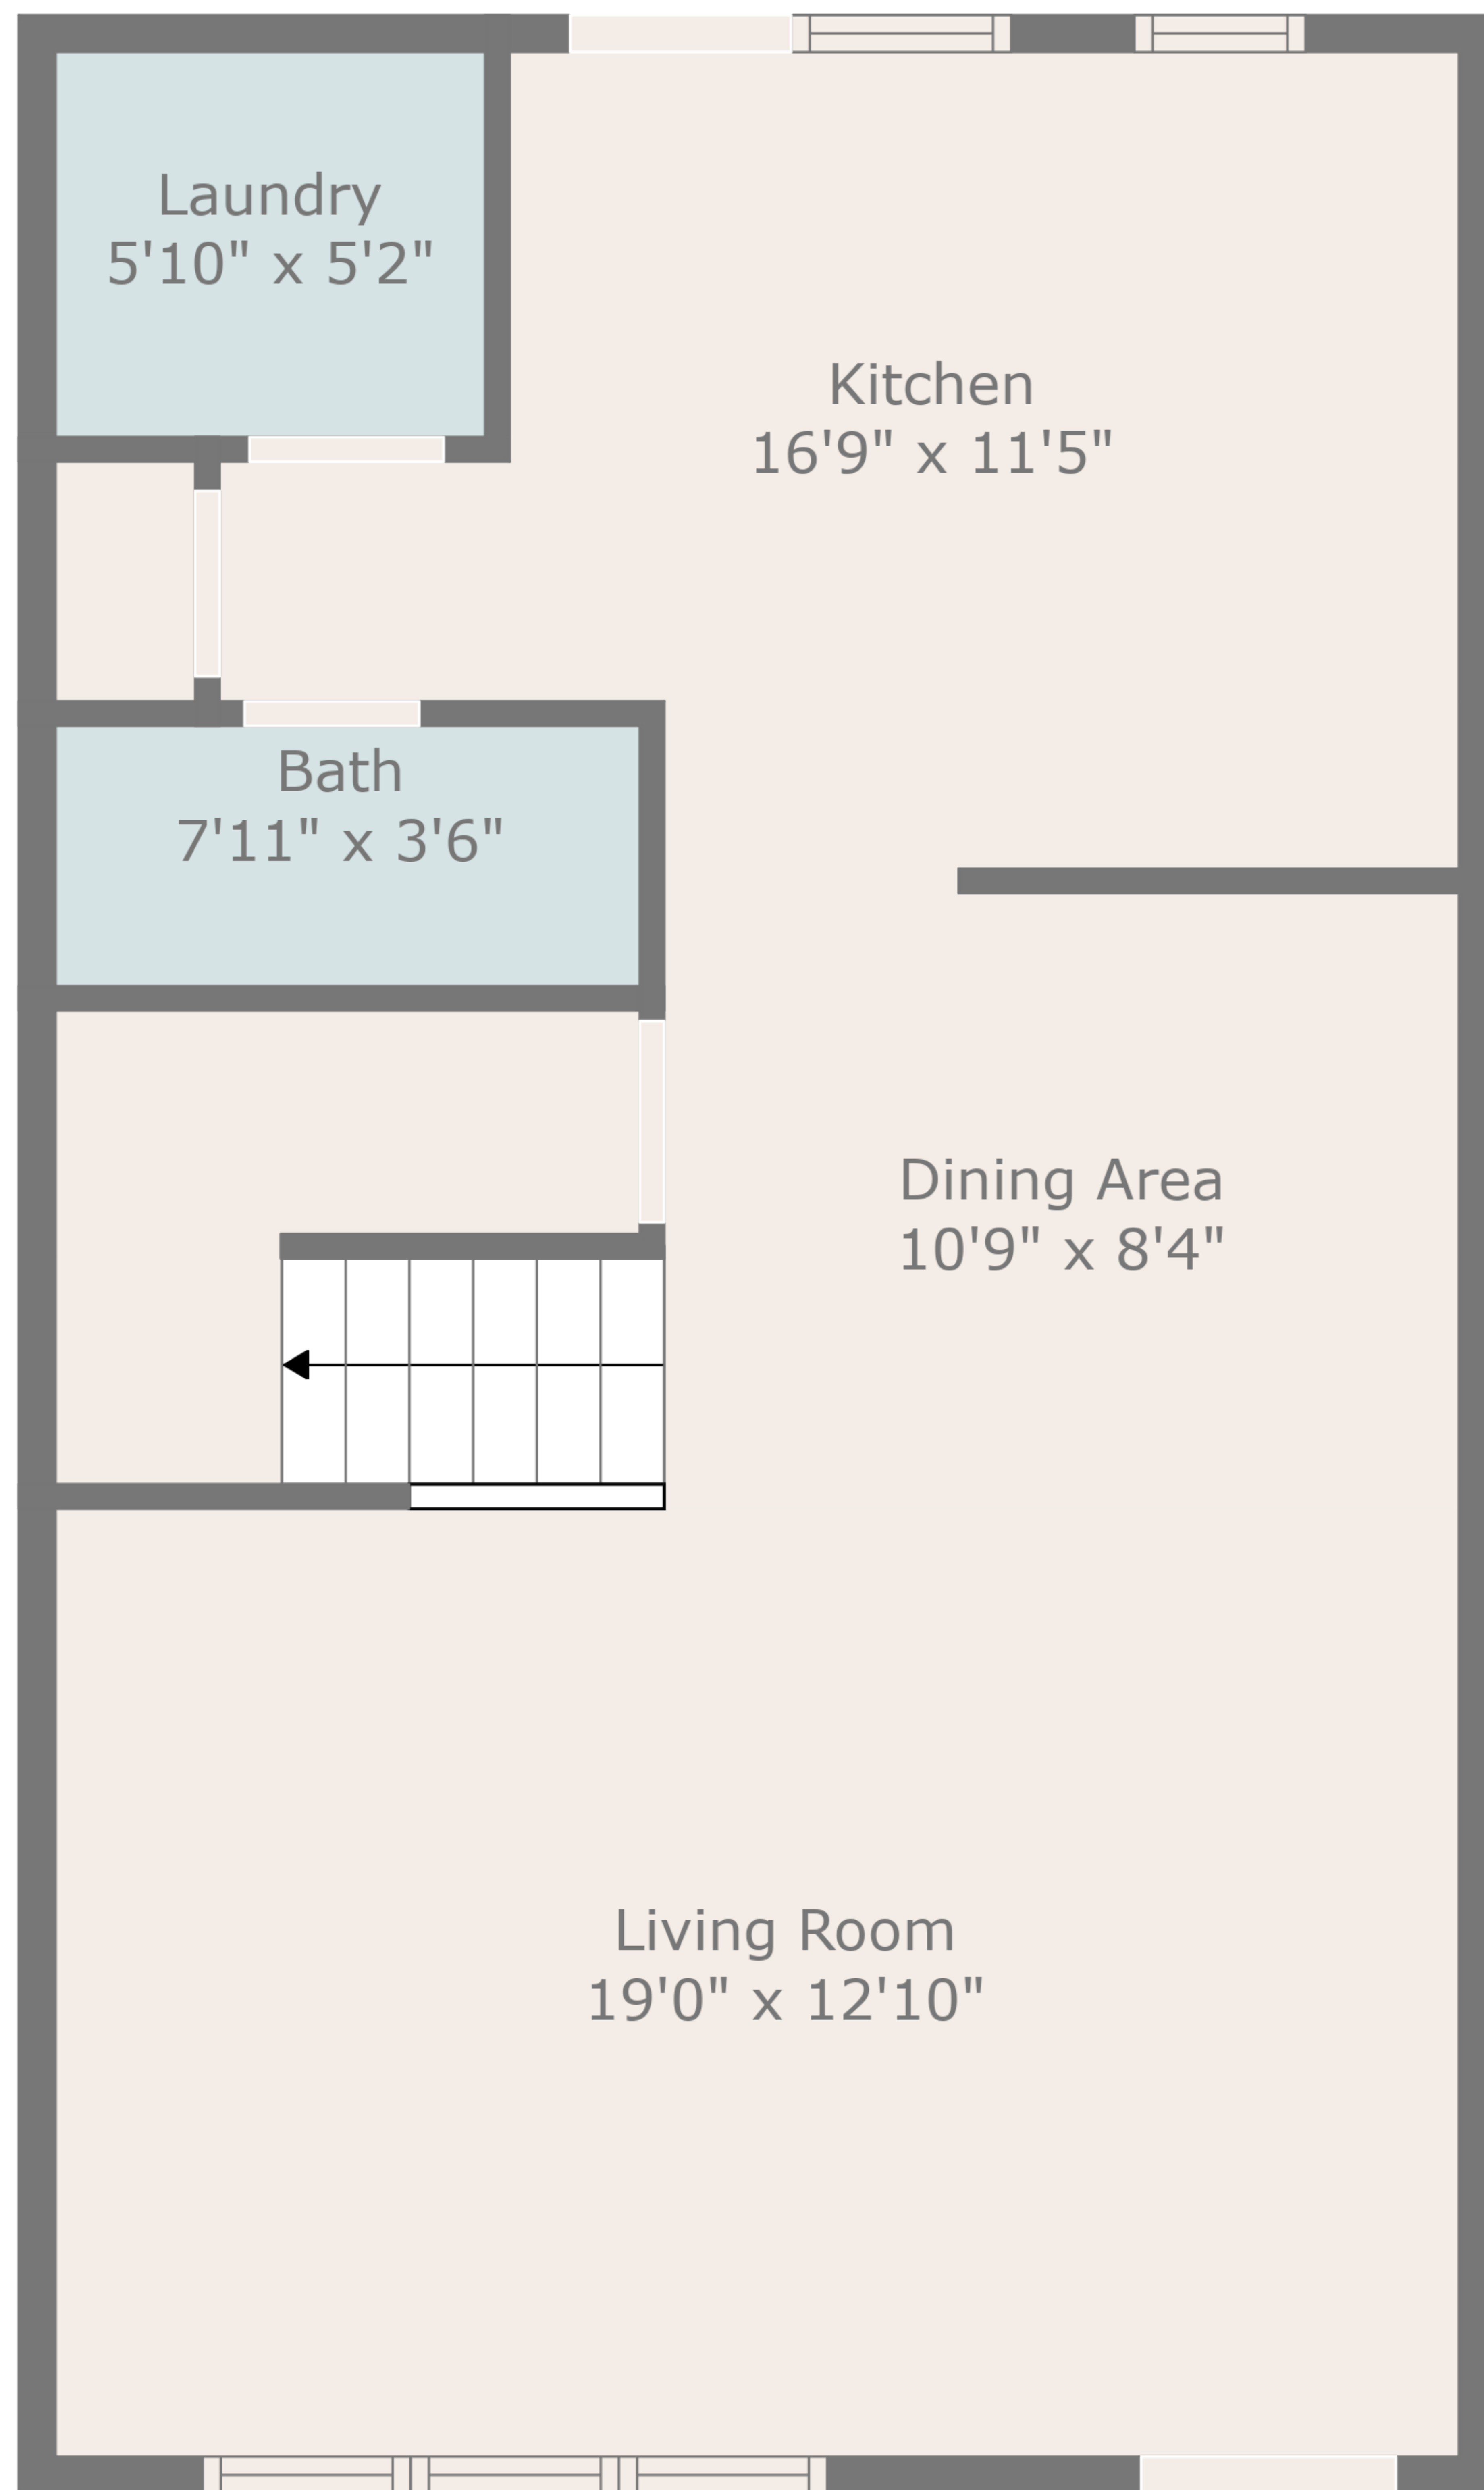 Laundry
5'10" x 5'2"
Kitchen
16'9" x 11'5"
Bath
7'11" x 3'6"
Dining Area
10'9" x 8'4"
Living Room
19'0" x 12'10"